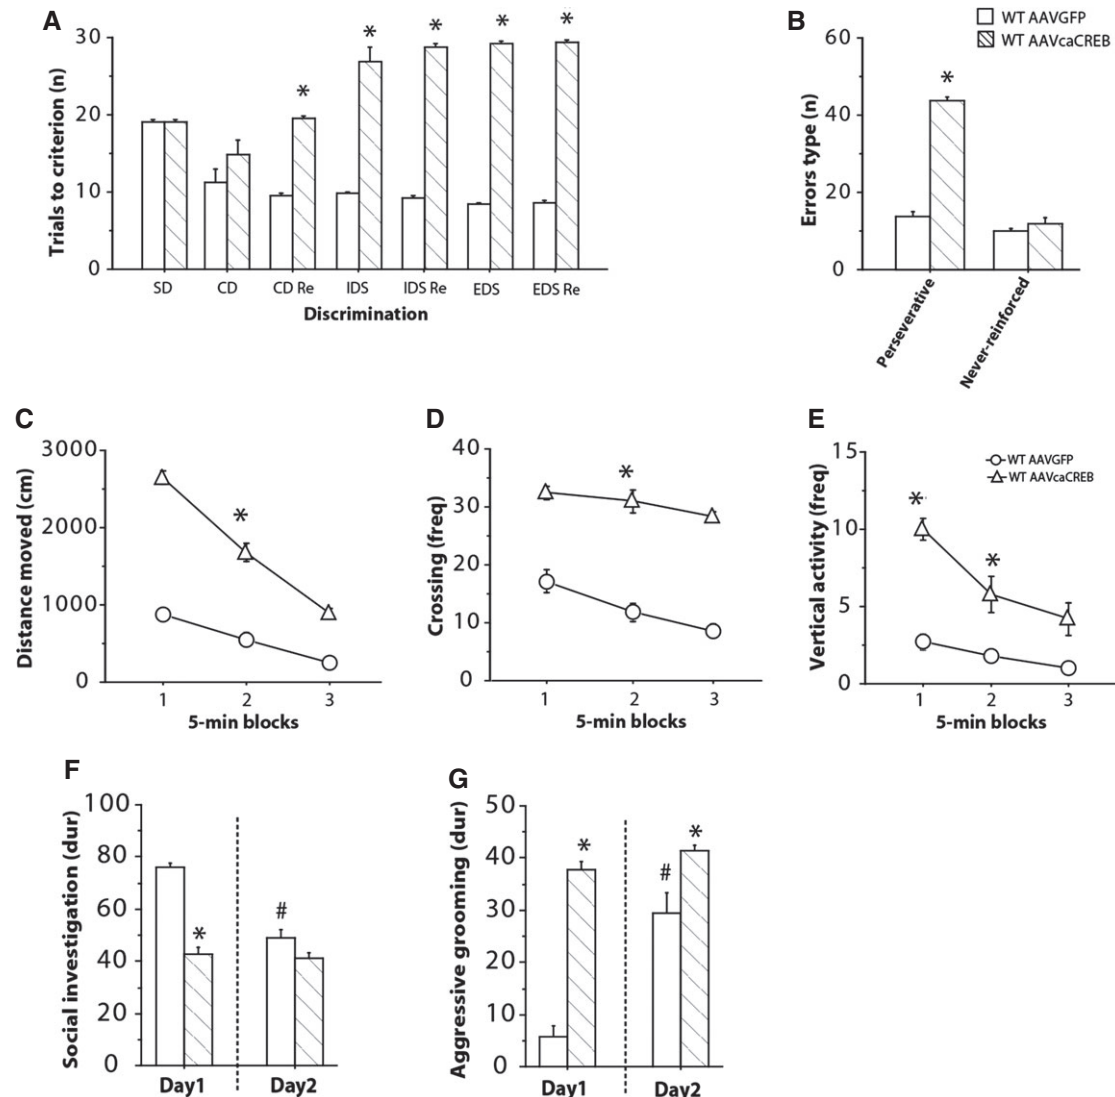 A
Trials to criterion (n)
30
20
10
0
* * * * *
SD CD CD Re IDS IDS Re EDS EDS Re
Discrimination
B
WT AAVGFP
WT AAVcaCREB
Errors type (n)
60
40
20
0
*
Perseverative
Never-reinforced
C
Distance moved (cm)
3000
2000
1000
0
*
1 2 3
5-min blocks
D
Crossing (freq)
40
30
20
10
0
*
1 2 3
5-min blocks
E
Vertical activity (freq)
15
10
5
0
WT AAVGFP
WT AAVcaCREB
* *
1 2 3
5-min blocks
F
Social investigation (dur)
100
80
60
40
20
0
* #
Day1 Day2
G
Aggressive grooming (dur)
50
40
30
20
10
0
* # *
Day1 Day2